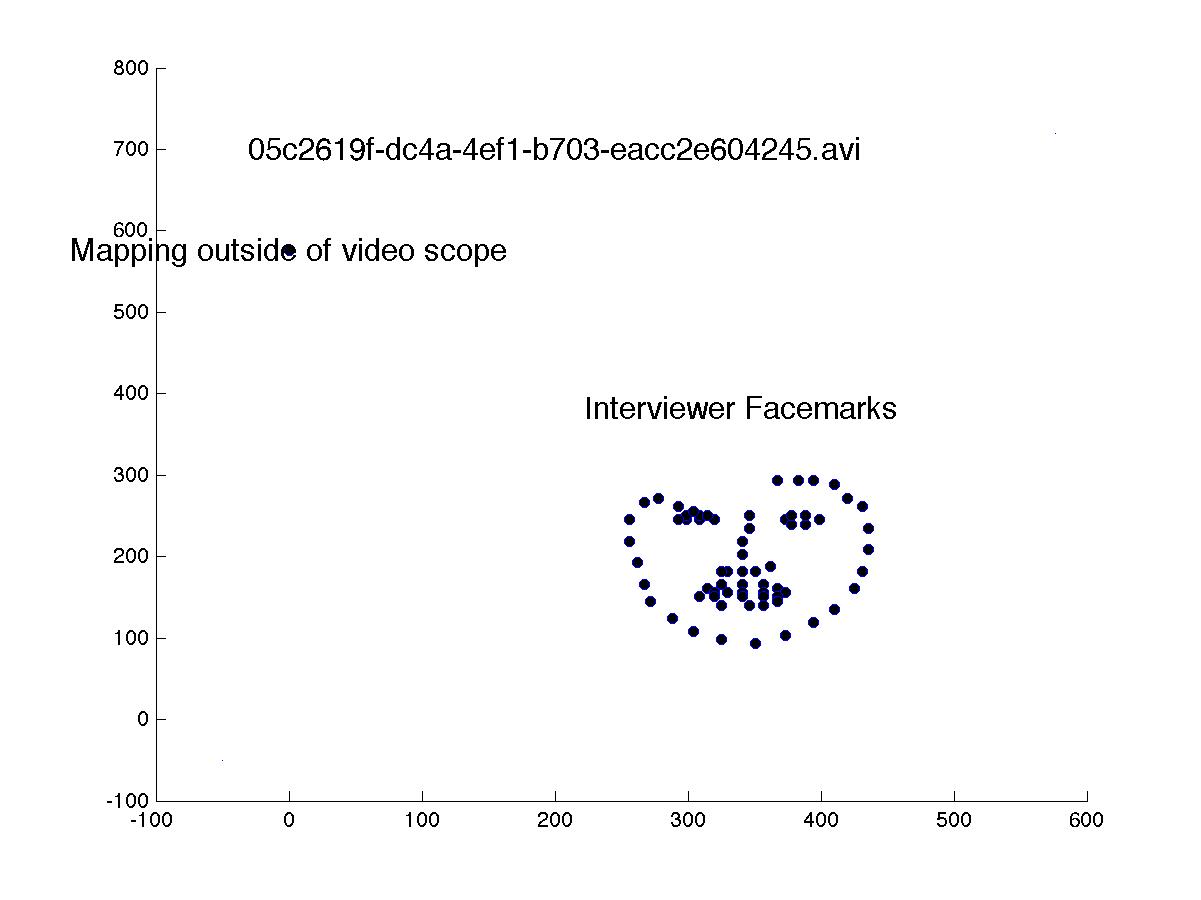 800
700
05c2619f-dc4a-4ef1-b703-eacc2e604245.avi
600
Mapping outside of video scope
500
400
Interviewer Facemarks
300
200
100
0
-100
-100 0 100 200 300 400 500 600